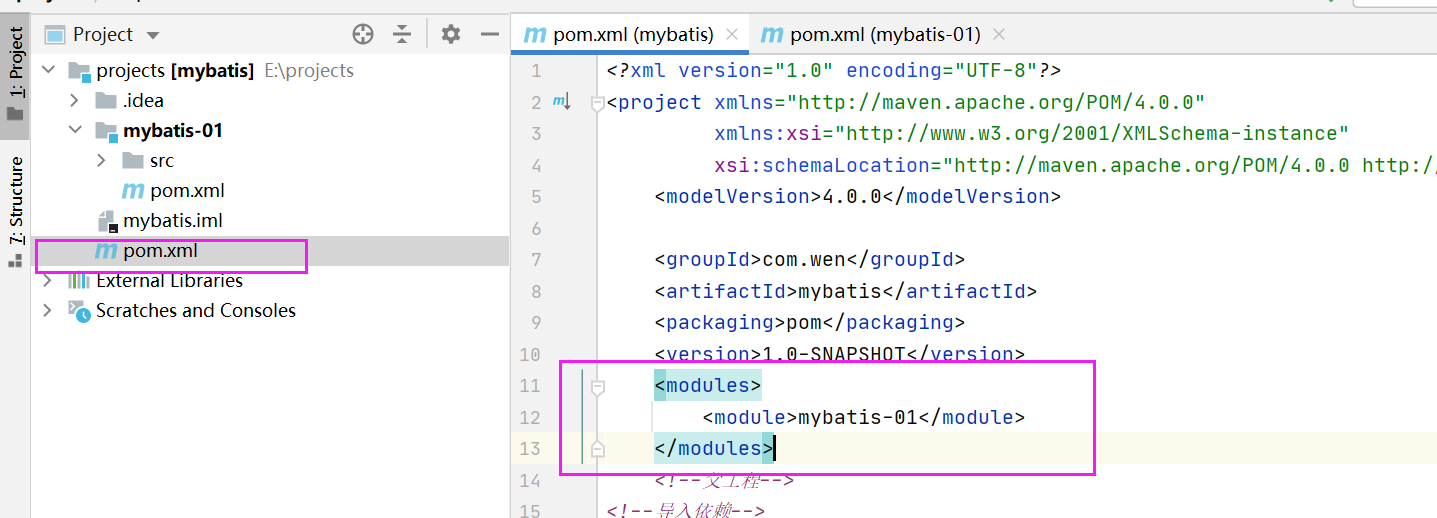 Project
projects [mybatis] E:\projects
.idea
mybatis-01
src
pom.xml
mybatis.iml
pom.xml
External Libraries
Scratches and Consoles
1: Project
7: Structure
pom.xml (mybatis)
pom.xml (mybatis-01)
1 <?xml version="1.0" encoding="UTF-8"?>
2 <project xmlns="http://maven.apache.org/POM/4.0.0"
3 xmlns:xsi="http://www.w3.org/2001/XMLSchema-instance"
4 xsi:schemaLocation="http://maven.apache.org/POM/4.0.0 http:/
5 <modelVersion>4.0.0</modelVersion>
6
7 <groupId>com.wen</groupId>
8 <artifactId>mybatis</artifactId>
9 <packaging>pom</packaging>
10 <version>1.0-SNAPSHOT</version>
11 <modules>
12 <module>mybatis-01</module>
13 </modules>
14 <!--父工程-->
15 <!--导入依赖-->